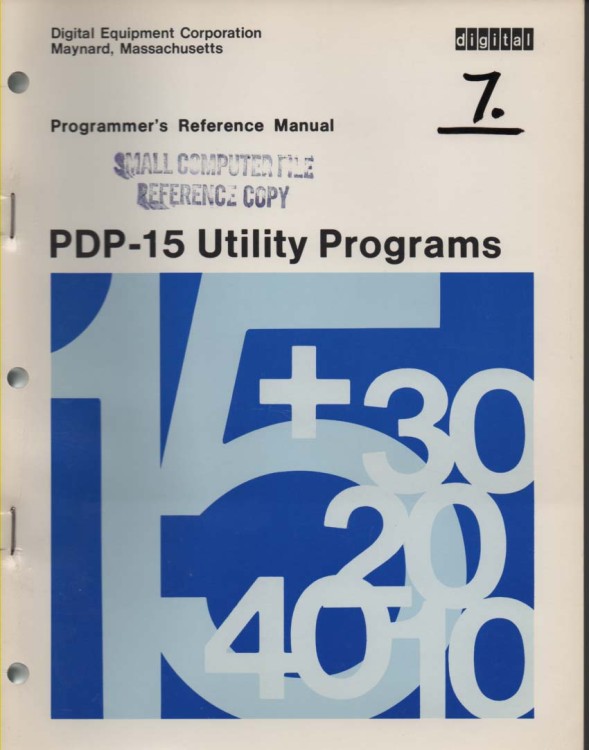 Digital Equipment Corporation
Maynard, Massachusetts
digital
7.
Programmer's Reference Manual
SMALL COMPUTER FILE
REFERENCE COPY
PDP-15 Utility Programs
15
+30
20
40
10